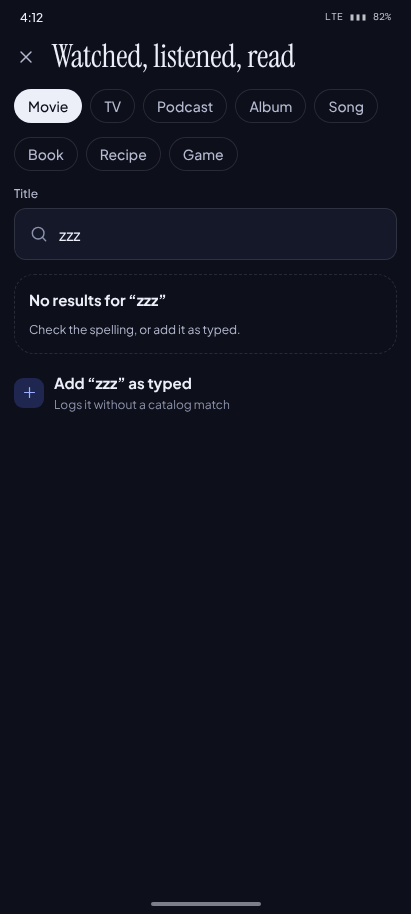 4:12
LTE 82%
Watched, listened, read
Movie TV Podcast Album Song
Book Recipe Game
Title
zzz
No results for “zzz”
Check the spelling, or add it as typed.
Add “zzz” as typed
Logs it without a catalog match